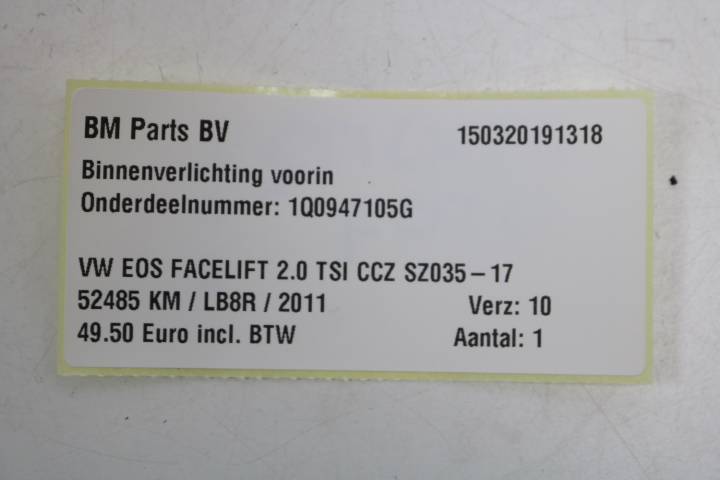 BM Parts BV 150320191318
Binnenverlichting voorin
Onderdeelnummer: 1Q0947105G
VW EOS FACELIFT 2.0 TSI CCZ SZ035-17
52485 KM / LB8R / 2011 Verz: 10
49.50 Euro incl. BTW Aantal: 1